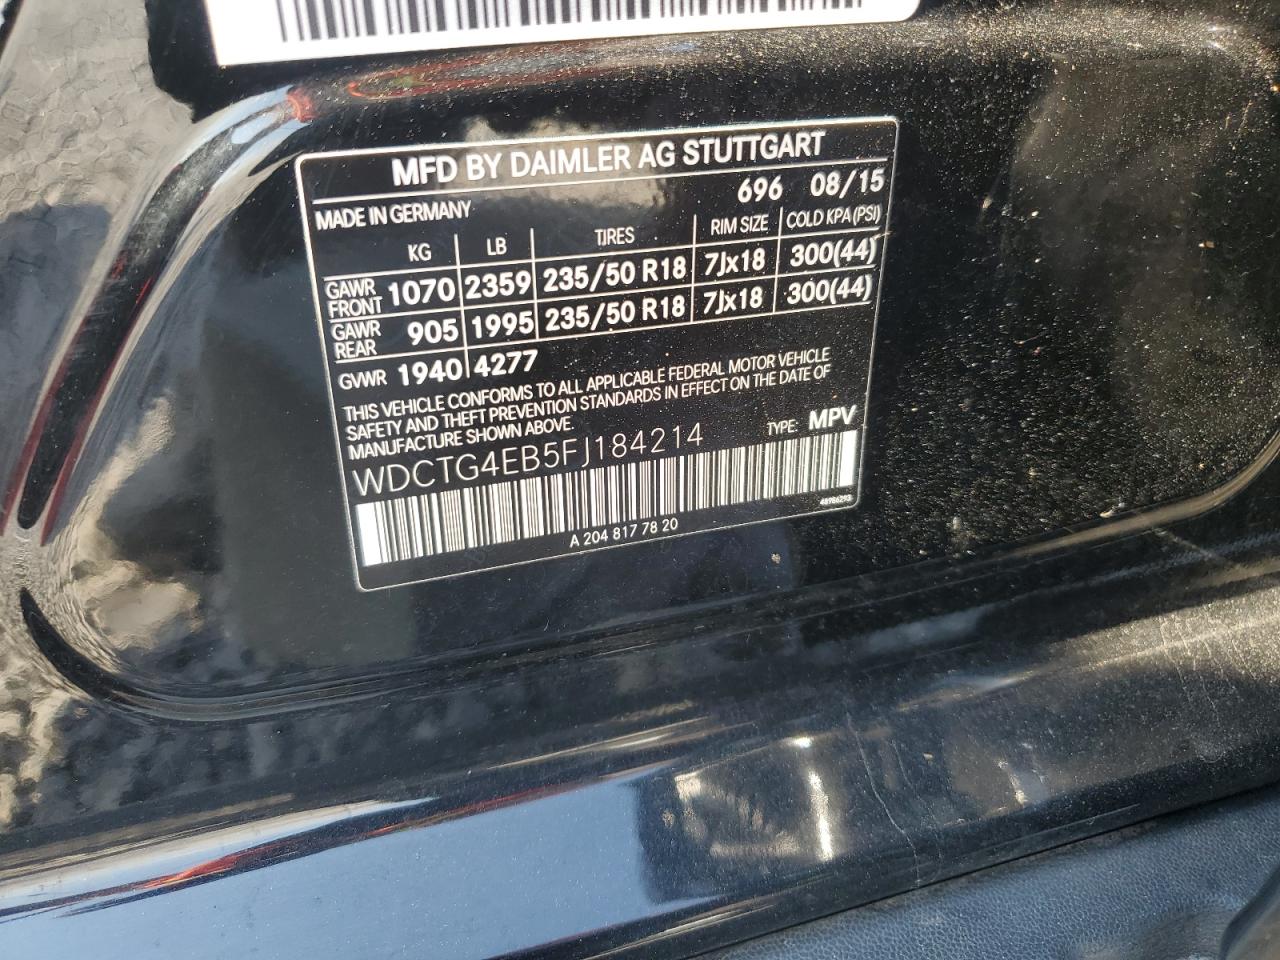 MFD BY DAIMLER AG STUTTGART
696 08/15
MADE IN GERMANY
KG LB TIRES RIM SIZE COLD KPA (PSI)
GAWR FRONT 1070 2359 235/50 R18 7Jx18 300(44)
GAWR REAR 905 1995 235/50 R18 7Jx18 300(44)
GVWR 1940 4277
THIS VEHICLE CONFORMS TO ALL APPLICABLE FEDERAL MOTOR VEHICLE
SAFETY AND THEFT PREVENTION STANDARDS IN EFFECT ON THE DATE OF
MANUFACTURE SHOWN ABOVE.
TYPE: MPV
WDCTG4EB5FJ184214
A 204 817 78 20
48986293